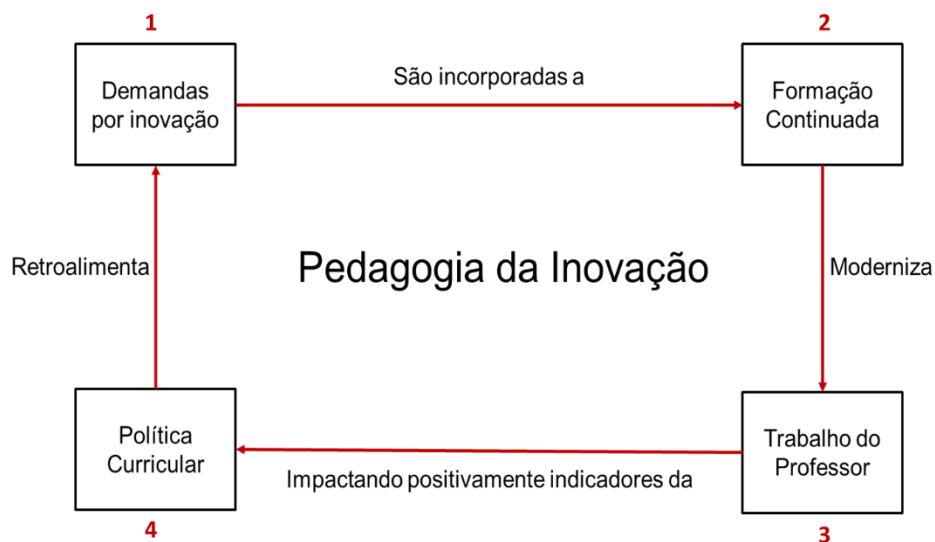 1
2
Demandas
por inovação
São incorporadas a
Formação
Continuada
Retroalimenta
Pedagogia da Inovação
Moderniza
Política
Curricular
Impactando positivamente indicadores da
Trabalho do
Professor
4
3